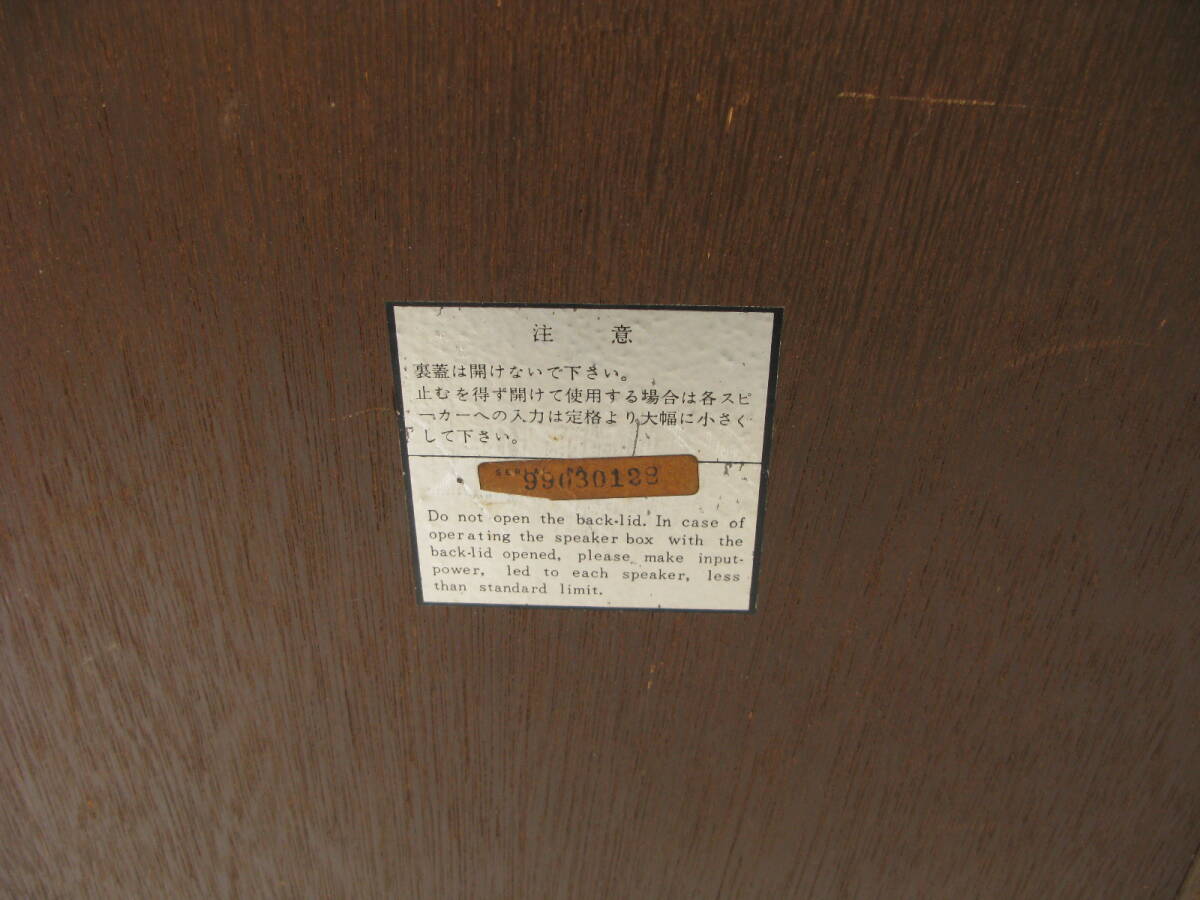 注 意
裏蓋は開けないで下さい。
止むを得ず開けて使用する場合は各スピ
ーカーへの入力は定格より大幅に小さく
して下さい。
99030128
Do not open the back-lid. In case of
operating the speaker box with the
back-lid opened, please make input-
power, led to each speaker, less
than standard limit.